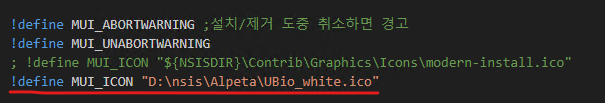 !define MUI_ABORTWARNING ;설치/제거 도중 취소하면 경고
!define MUI_UNABORTWARNING
; !define MUI_ICON "${NSISDIR}\Contrib\Graphics\Icons\modern-install.ico"
!define MUI_ICON "D:\nsis\Alpeta\UBio_white.ico"